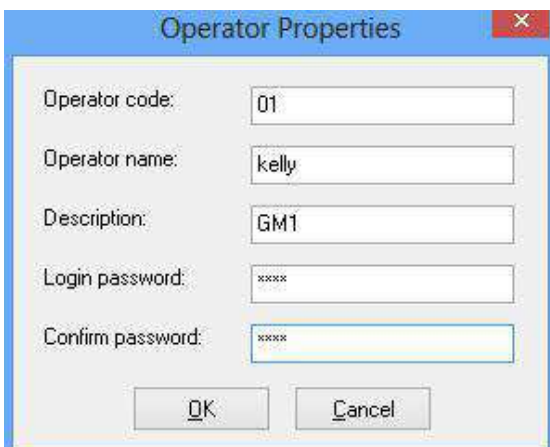 Operator Properties
Operator code: 01
Operator name: kelly
Description: GM1
Login password: ****
Confirm password: ****
OK Cancel